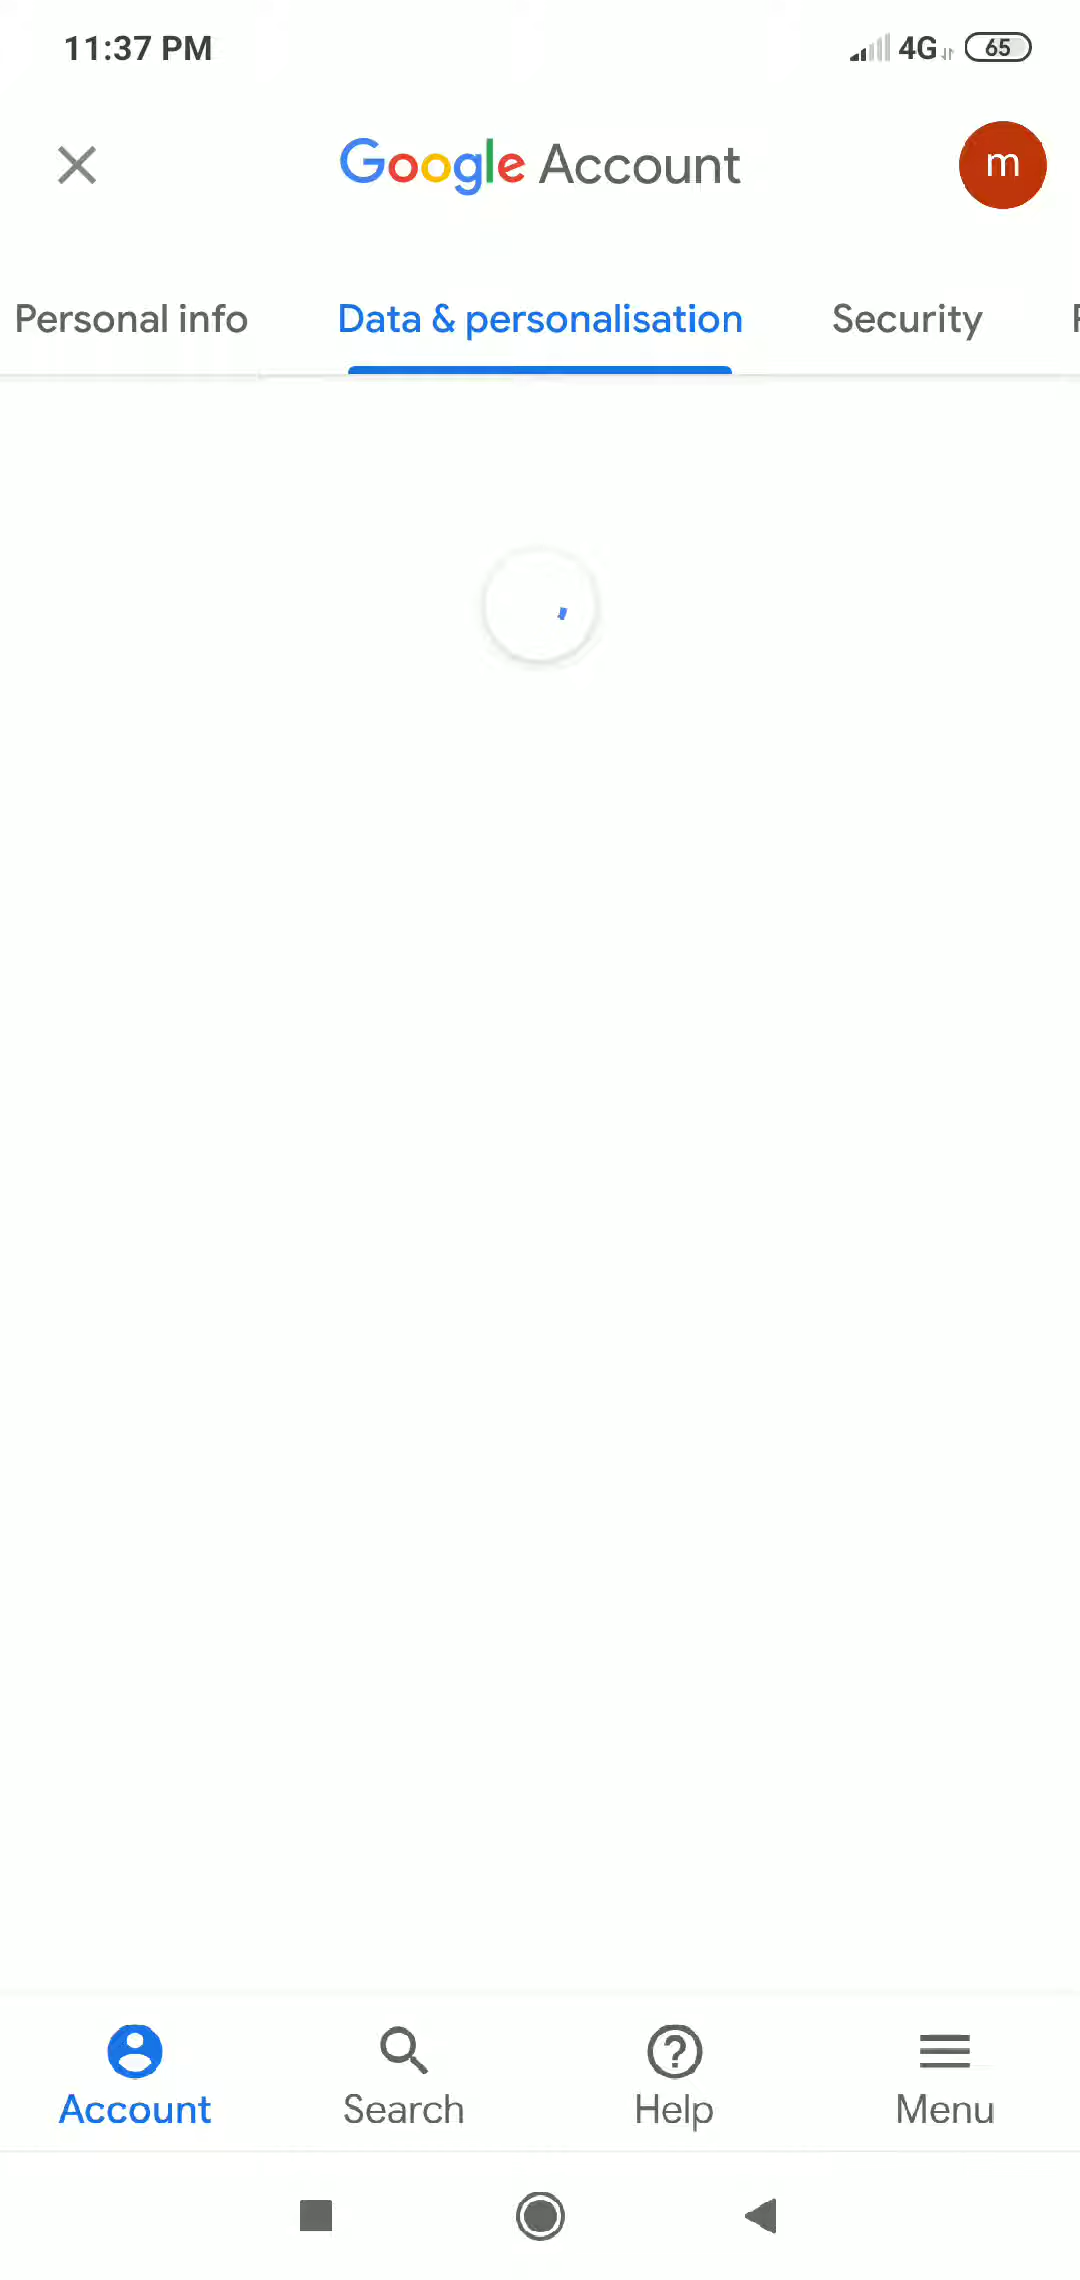 11:37 PM
4G
65
Google Account
m
Personal info
Data & personalisation
Security
Account
Search
Help
Menu